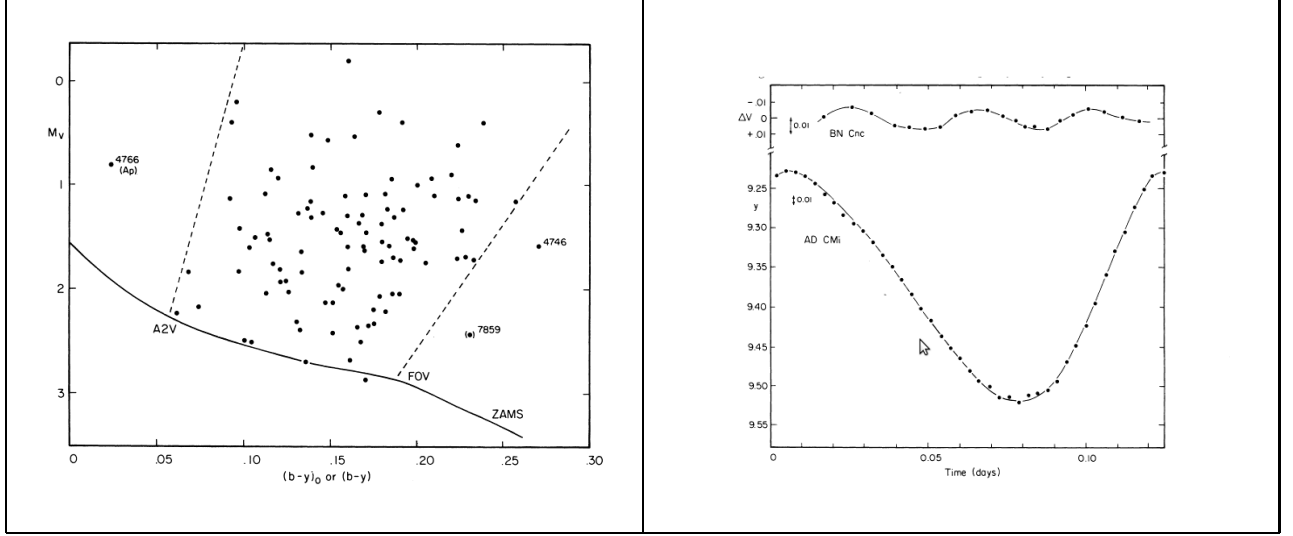 0
M_V
4766
(Ap)
1
4746
2
A2V
7859
FOV
3
ZAMS
0 .05 .10 .15 .20 .25 .30
(b-y)₀ or (b-y)
-.01
ΔV 0
+.01
0.01
BN Cnc
9.25
y
0.01
9.30
AD CMi
9.35
9.40
9.45
9.50
9.55
0 0.05 0.10
Time (days)